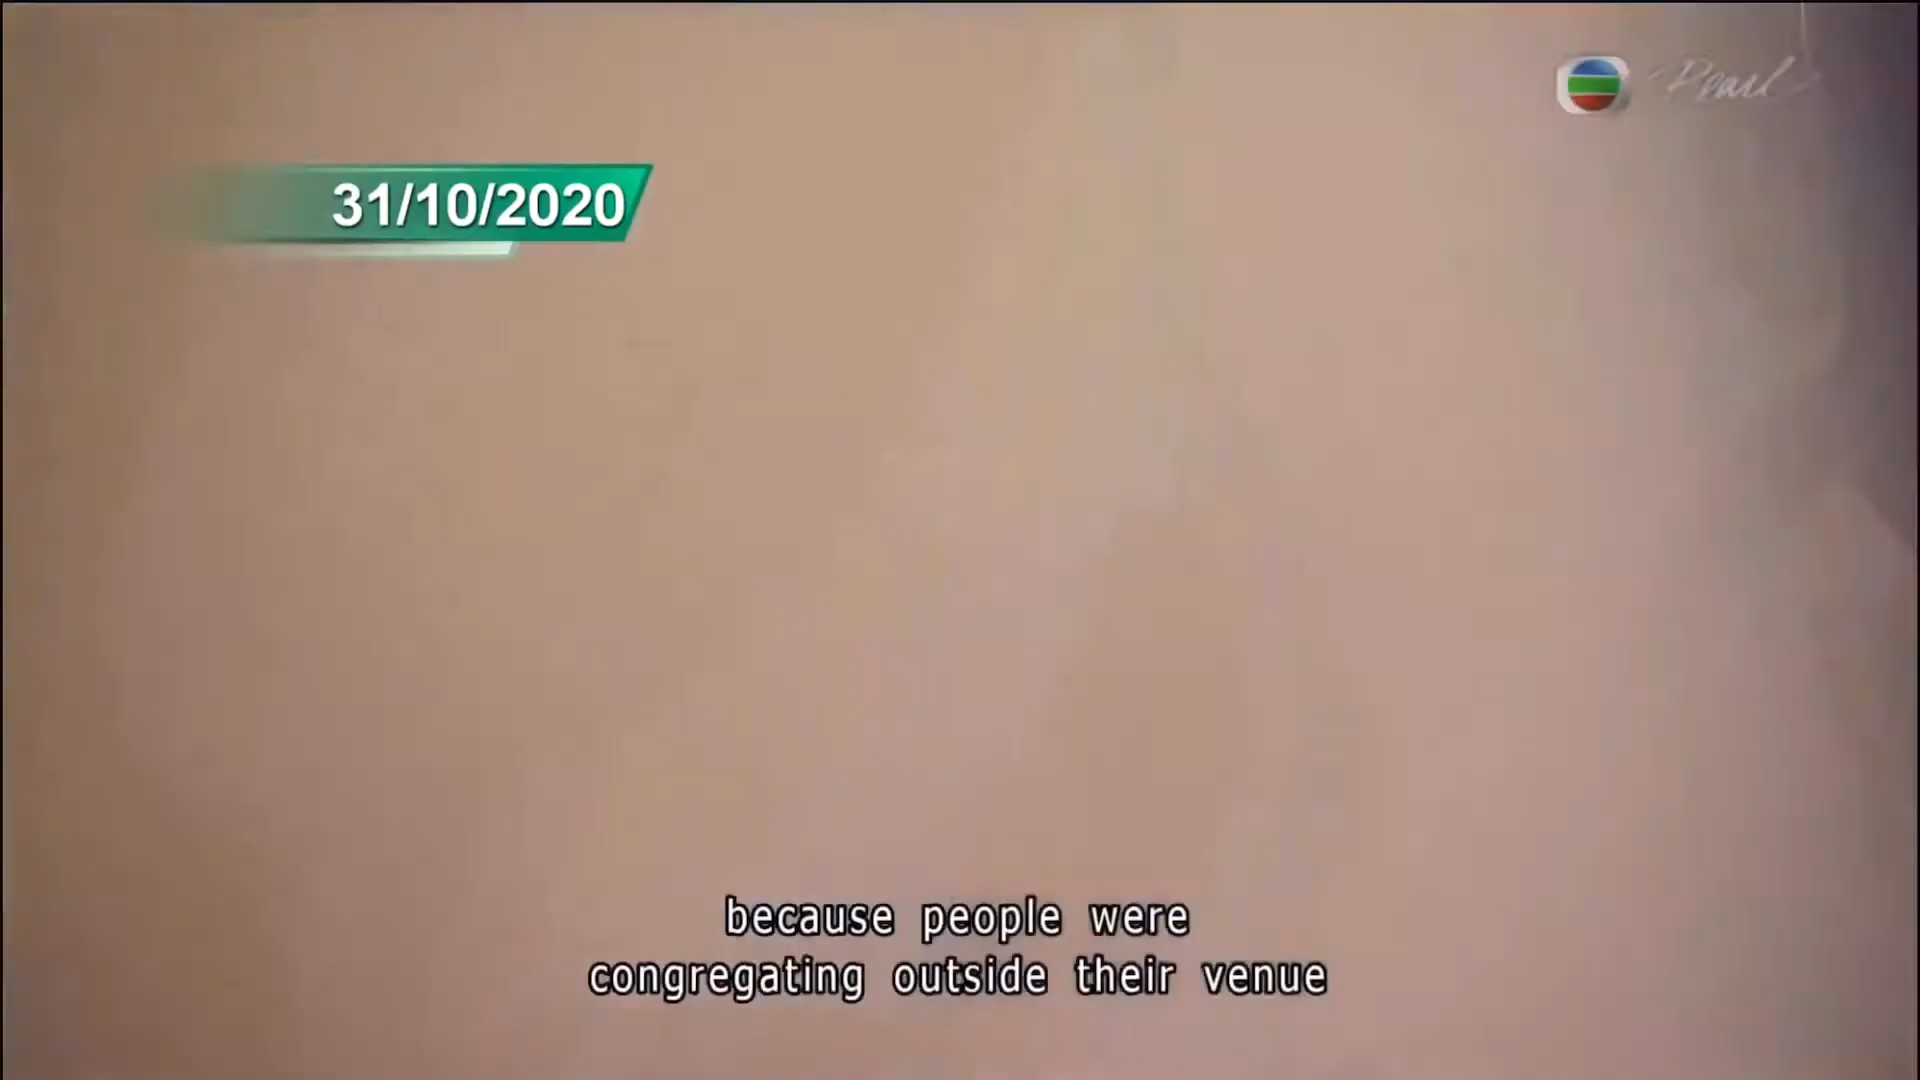 Pearl
31/10/2020
because people were
congregating outside their venue